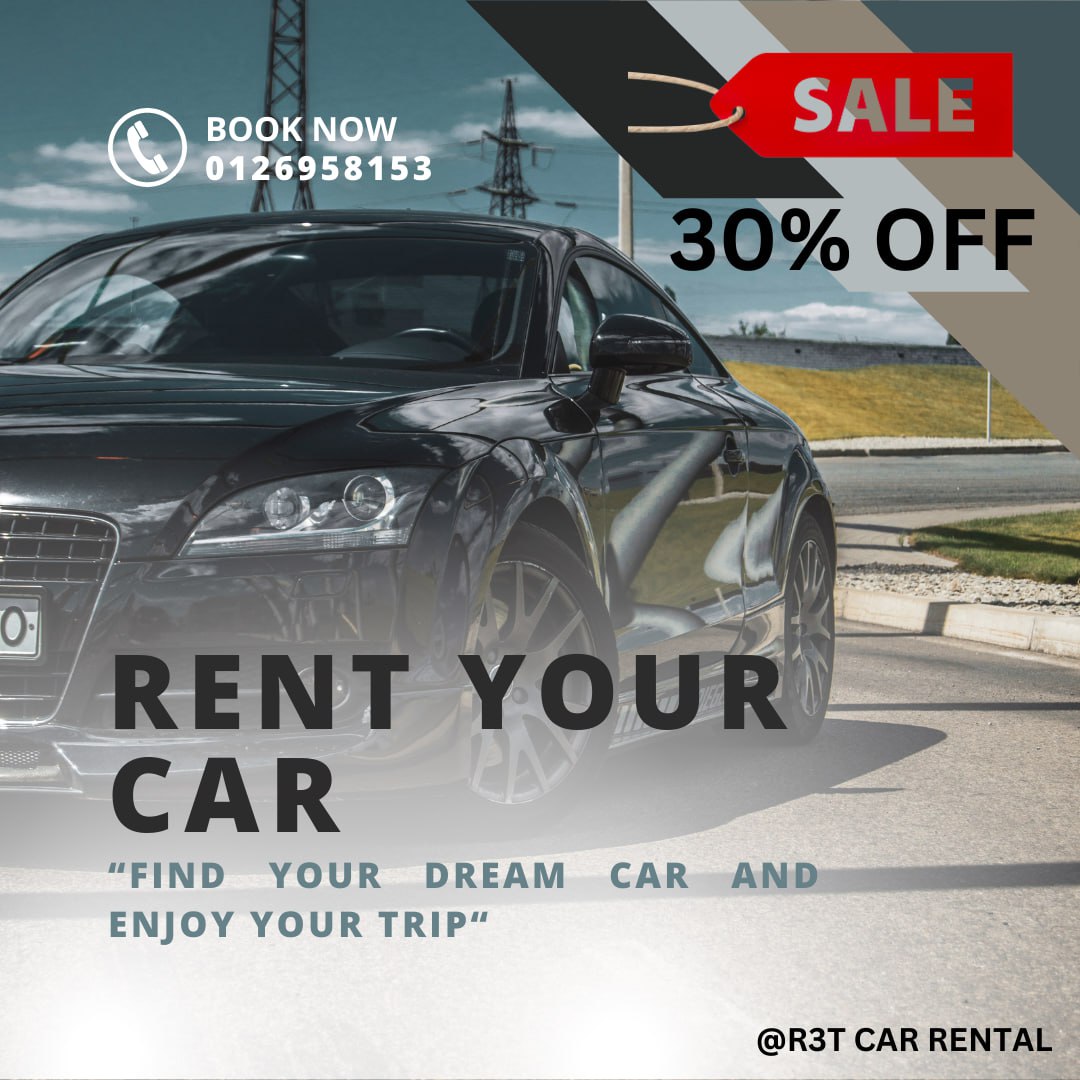 BOOK NOW
0126958153
SALE
30% OFF
RENT YOUR
CAR
“FIND YOUR DREAM CAR AND
ENJOY YOUR TRIP“
@R3T CAR RENTAL